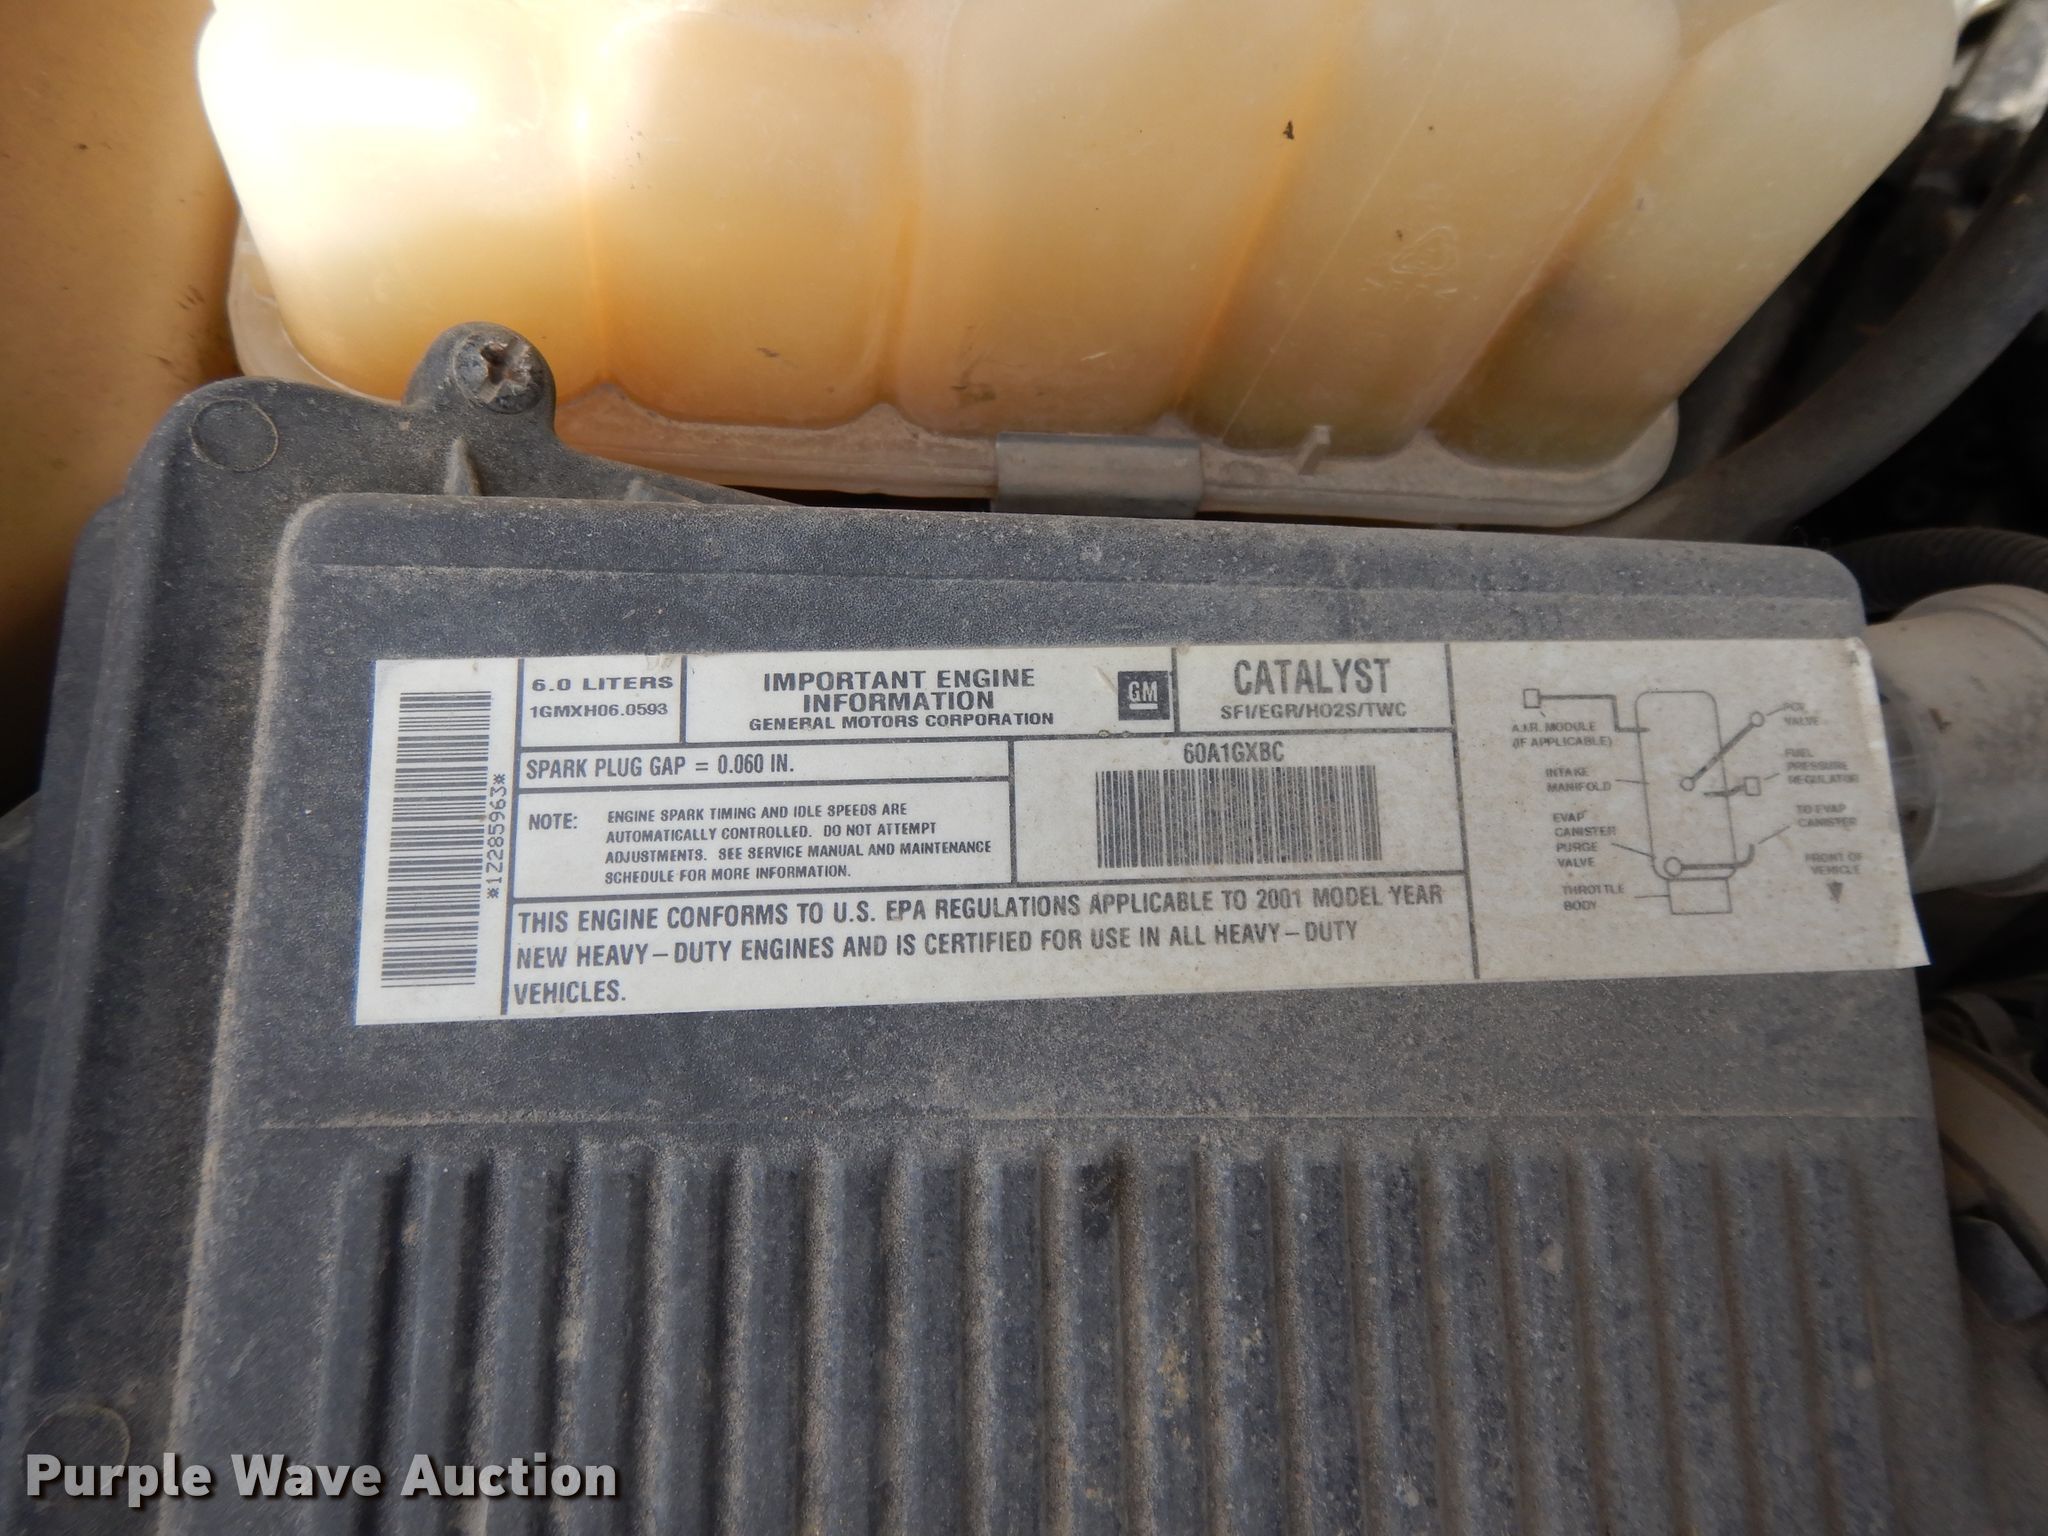 *12285963*
6.0 LITERS
1GMXH06.0593
IMPORTANT ENGINE
INFORMATION
GENERAL MOTORS CORPORATION
GM
CATALYST
SFI/EGR/HO2S/TWC
SPARK PLUG GAP = 0.060 IN.
NOTE: ENGINE SPARK TIMING AND IDLE SPEEDS ARE
AUTOMATICALLY CONTROLLED. DO NOT ATTEMPT
ADJUSTMENTS. SEE SERVICE MANUAL AND MAINTENANCE
SCHEDULE FOR MORE INFORMATION.
60A1GXBC
THIS ENGINE CONFORMS TO U.S. EPA REGULATIONS APPLICABLE TO 2001 MODEL YEAR
NEW HEAVY-DUTY ENGINES AND IS CERTIFIED FOR USE IN ALL HEAVY-DUTY
VEHICLES.
A
A.I.R. MODULE
(IF APPLICABLE)
INTAKE
MANIFOLD
EVAP
CANISTER
PURGE
VALVE
THROTTLE
BODY
PCV
VALVE
FUEL
PRESSURE
REGULATOR
TO EVAP
CANISTER
FRONT OF
VEHICLE
Purple Wave Auction